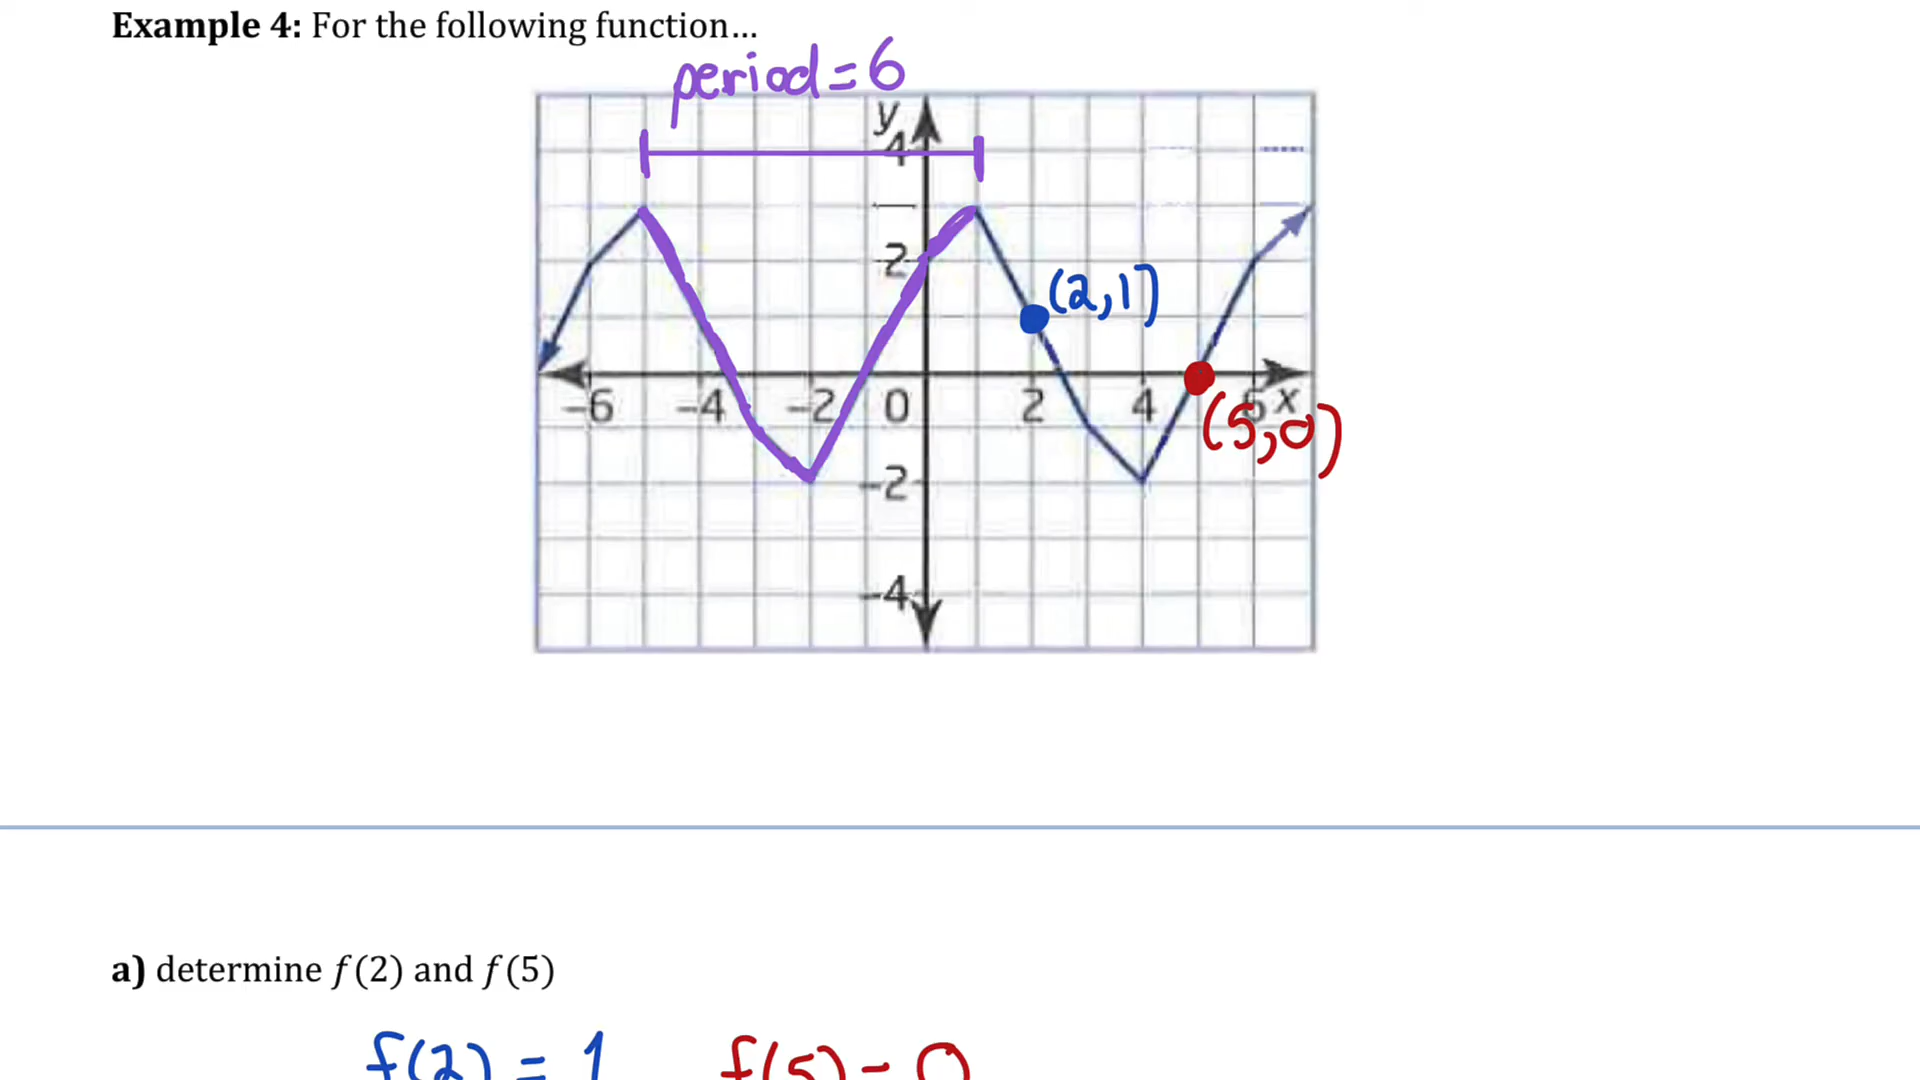 Example 4: For the following function…
period = 6
y
4
2
(2,1)
-6 -4 -2 0 2 4 6 x
(5,0)
-2
-4
a) determine f(2) and f(5)
f(2) = 1 f(5) = 0